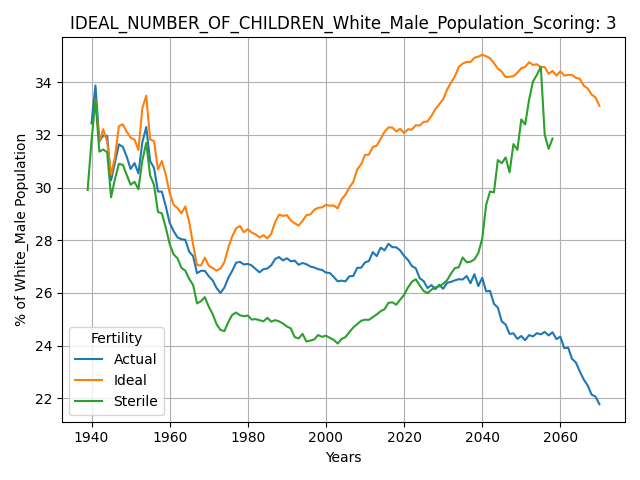 IDEAL_NUMBER_OF_CHILDREN_White_Male_Population_Scoring: 3
% of White_Male Population
34
32
30
28
26
24
22
Fertility
Actual
Ideal
Sterile
1940 1960 1980 2000 2020 2040 2060
Years